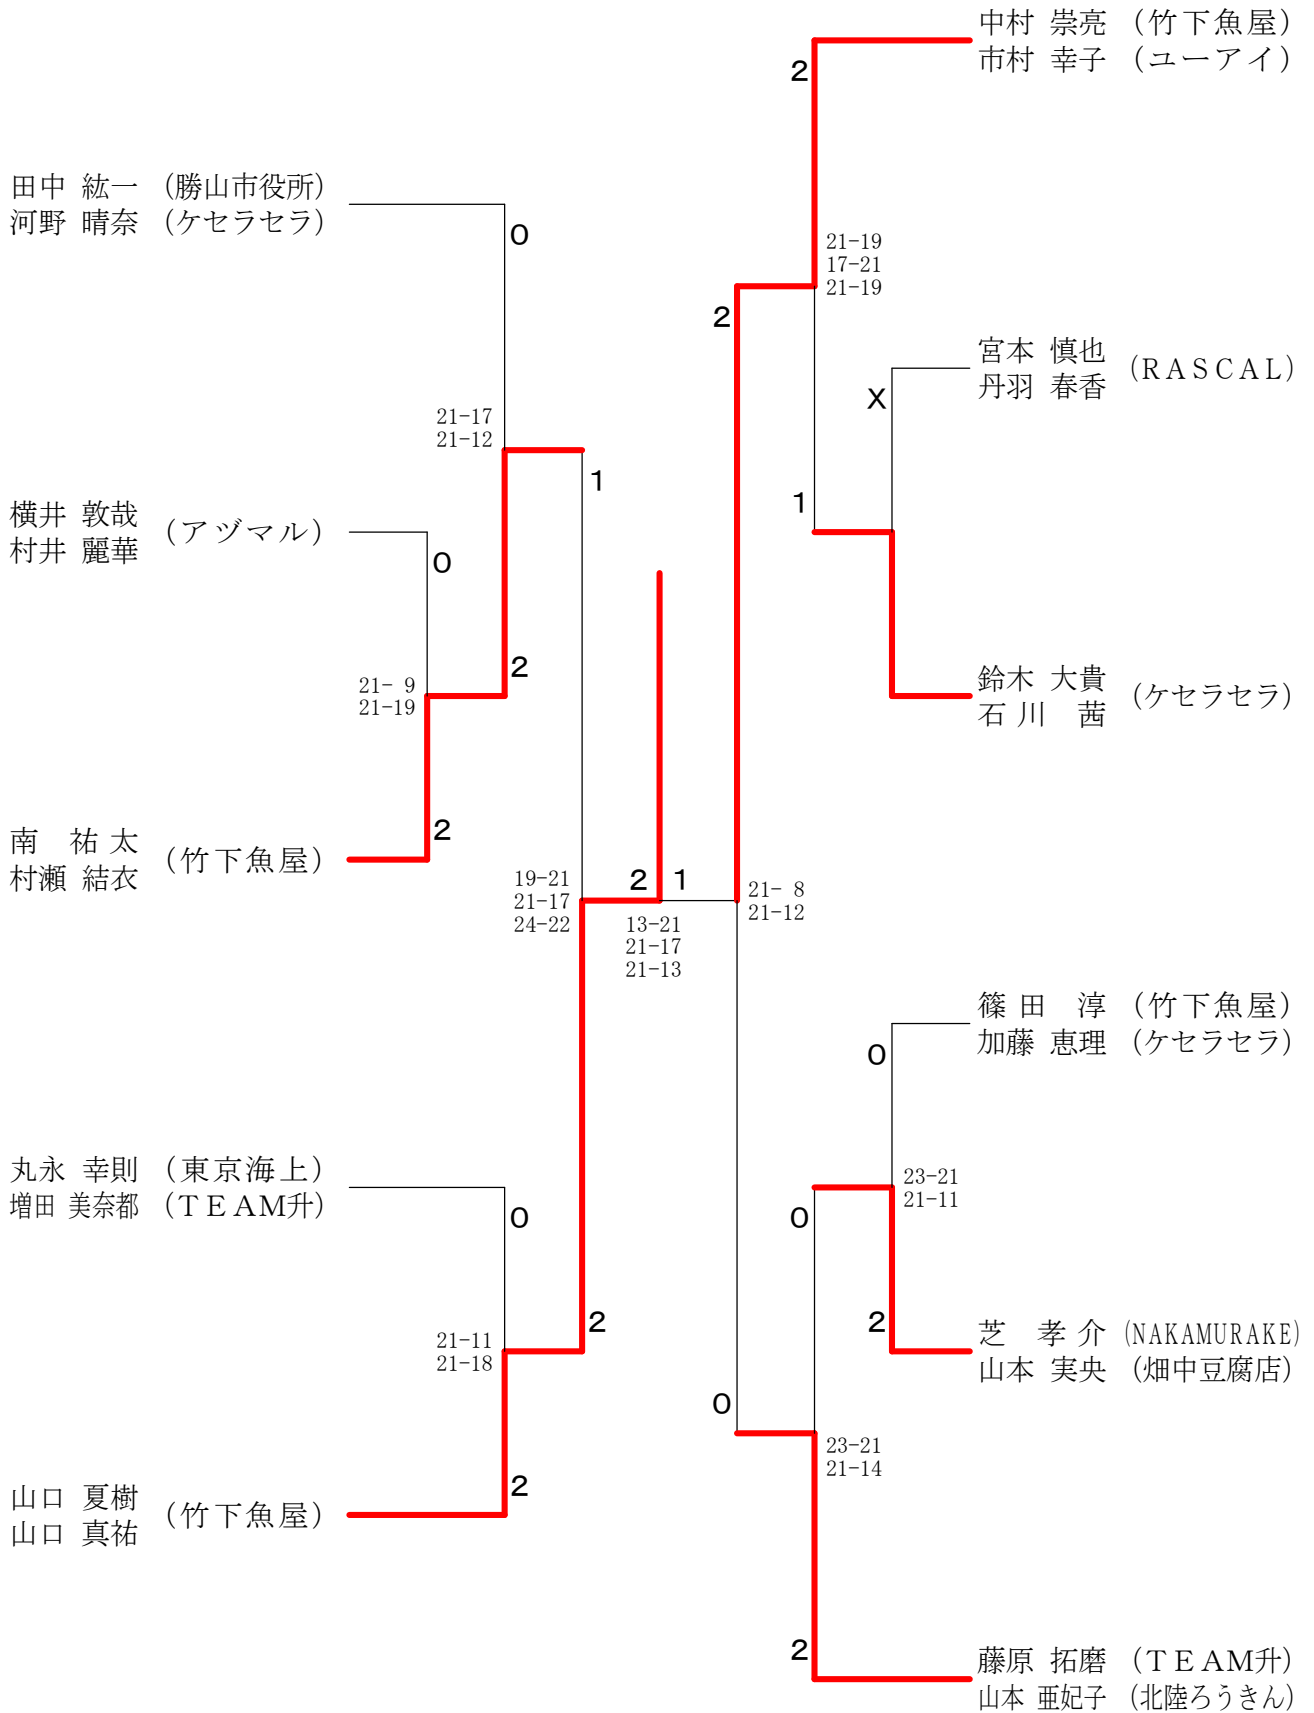 中村 崇亮 (竹下魚屋)
市村 幸子 (ユーアイ)
2
田中 紘一 (勝山市役所)
河野 晴奈 (ケセラセラ)
0
21-19
17-21
21-19
2
宮本 慎也
丹羽 春香
(RASCAL)
X
21-17
21-12
1
1
横井 敦哉
村井 麗華
(アヅマル)
0
2
21- 9
21-19
鈴木 大貴
石川 茜
(ケセラセラ)
南 祐太
村瀬 結衣
(竹下魚屋)
2
19-21
21-17
24-22
2
1
13-21
21-17
21-13
21- 8
21-12
篠田 淳 (竹下魚屋)
加藤 恵理 (ケセラセラ)
0
丸永 幸則 (東京海上)
増田 美奈都 (TEAM升)
0
0
23-21
21-11
21-11
21-18
2
2
芝 孝介 (NAKAMURAKE)
山本 実央 (畑中豆腐店)
0
23-21
21-14
山口 夏樹
山口 真祐
(竹下魚屋)
2
2
藤原 拓磨 (TEAM升)
山本 亜妃子 (北陸ろうきん)